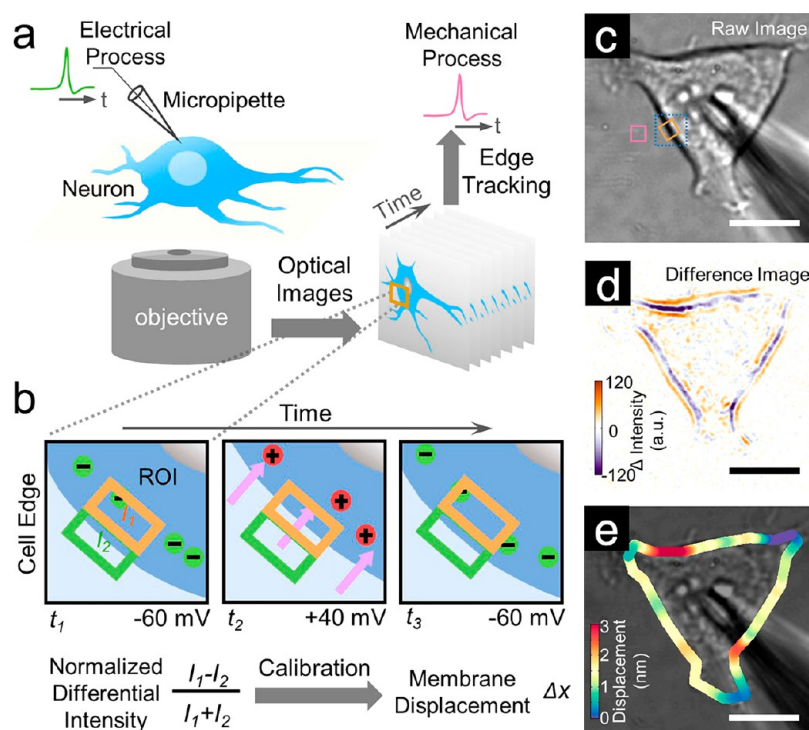 a
Electrical
Process
t
Micropipette
Neuron
objective
Optical
Images
Mechanical
Process
t
Edge
Tracking
Time
b
Time
Cell Edge
ROI
I1
I2
t1
-60 mV
t2
+40 mV
t3
-60 mV
Normalized
Differential
Intensity
I1-I2
I1+I2
Calibration
Membrane
Displacement
Δx
c
Raw Image
d
Difference Image
120
0
-120
Δ Intensity
(a.u.)
e
3
2
1
0
Displacement
(nm)